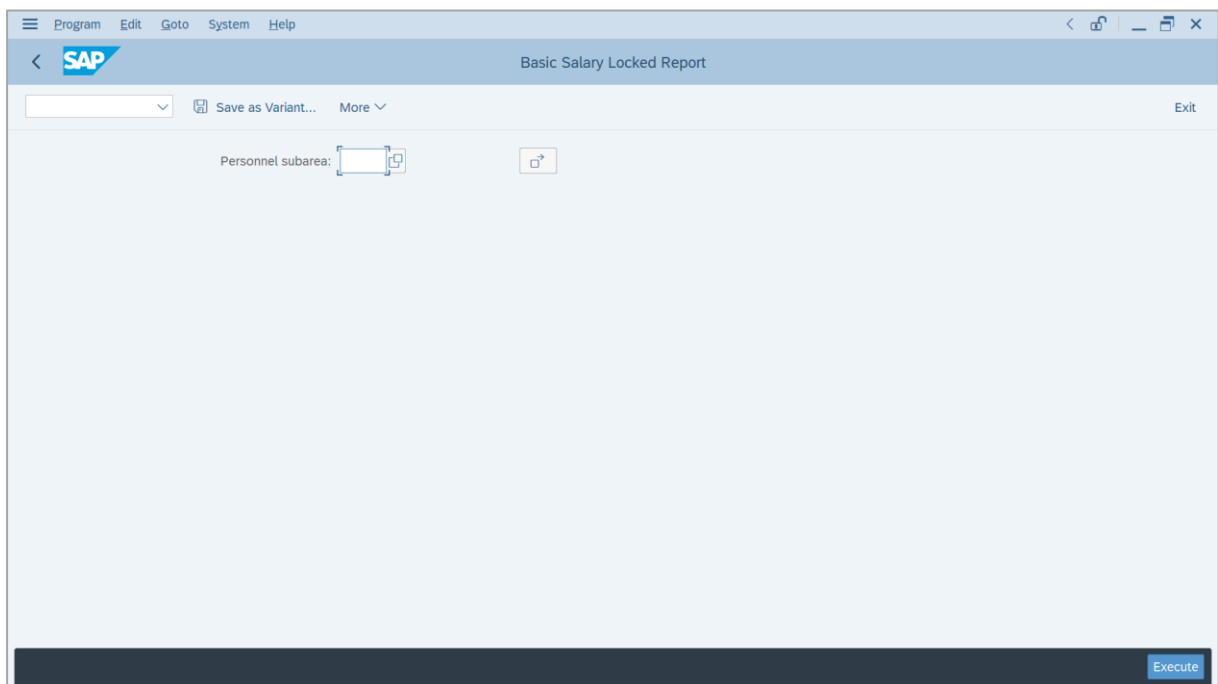 Program Edit Goto System Help
SAP Basic Salary Locked Report
Save as Variant... More Exit
Personnel subarea:
Execute